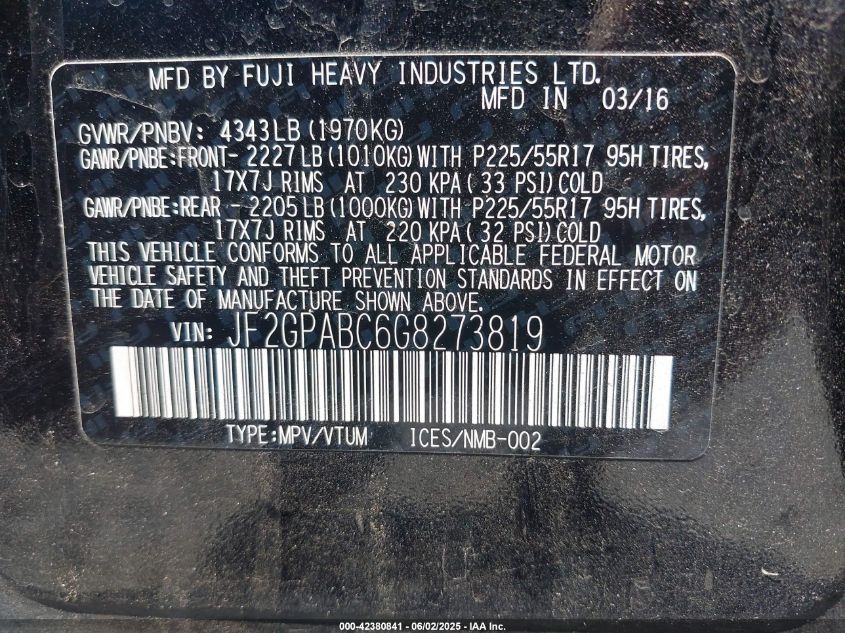 MFD BY FUJI HEAVY INDUSTRIES LTD.
MFD IN 03/16
GVWR/PNBV: 4343LB(1970KG)
GAWR/PNBE:FRONT-2227LB(1010KG)WITH P225/55R17 95H TIRES,
17X7J RIMS AT 230 KPA(33 PSI)COLD
GAWR/PNBE:REAR -2205LB(1000KG)WITH P225/55R17 95H TIRES,
17X7J RIMS AT 220 KPA(32 PSI)COLD
THIS VEHICLE CONFORMS TO ALL APPLICABLE FEDERAL MOTOR
VEHICLE SAFETY AND THEFT PREVENTION STANDARDS IN EFFECT ON
THE DATE OF MANUFACTURE SHOWN ABOVE.
VIN: JF2GPABC6G8273819
TYPE:MPV/VTUM ICES/NMB-002
000-42380841 - 06/02/2025 - IAA Inc.